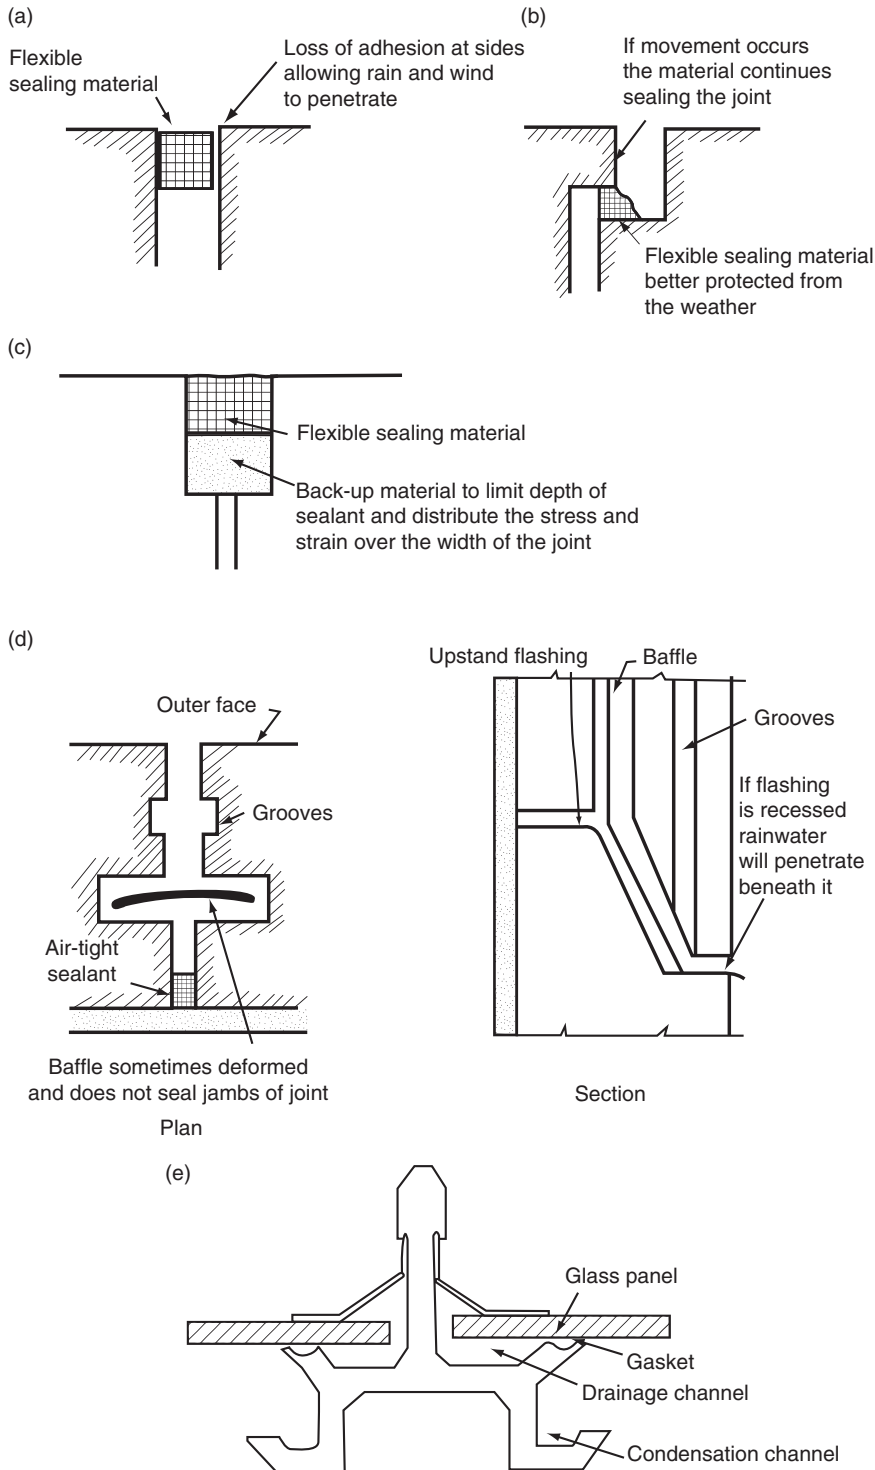 (a)
Flexible
sealing material
Loss of adhesion at sides
allowing rain and wind
to penetrate
(b)
If movement occurs
the material continues
sealing the joint
Flexible sealing material
better protected from
the weather
(c)
Flexible sealing material
Back-up material to limit depth of
sealant and distribute the stress and
strain over the width of the joint
(d)
Outer face
Grooves
Air-tight
sealant
Baffle sometimes deformed
and does not seal jambs of joint
Plan
Upstand flashing
Baffle
Grooves
If flashing
is recessed
rainwater
will penetrate
beneath it
Section
(e)
Glass panel
Gasket
Drainage channel
Condensation channel